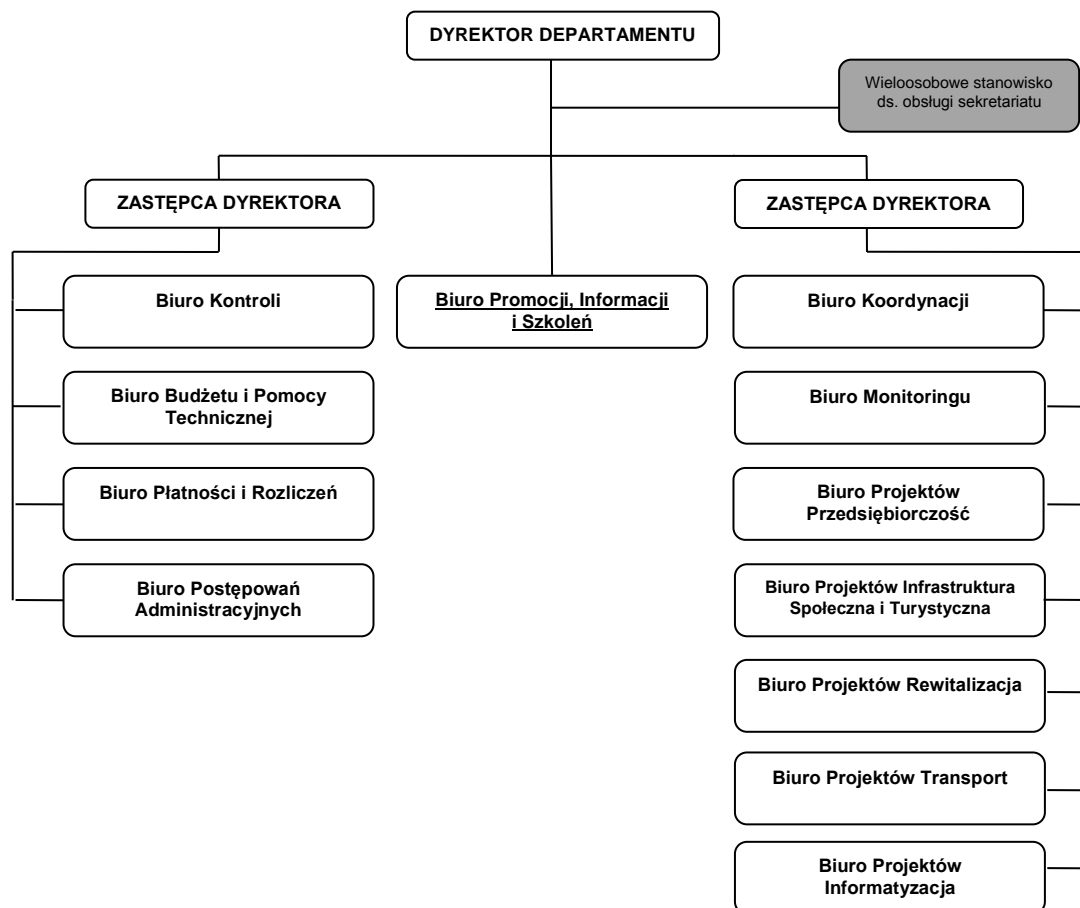 DYREKTOR DEPARTAMENTU
Wieloosobowe stanowisko
ds. obsługi sekretariatu
ZASTĘPCA DYREKTORA
ZASTĘPCA DYREKTORA
Biuro Kontroli
Biuro Budżetu i Pomocy
Technicznej
Biuro Płatności i Rozliczeń
Biuro Postępowań
Administracyjnych
Biuro Promocji, Informacji
i Szkoleń
Biuro Koordynacji
Biuro Monitoringu
Biuro Projektów
Przedsiębiorczość
Biuro Projektów Infrastruktura
Społeczna i Turystyczna
Biuro Projektów Rewitalizacja
Biuro Projektów Transport
Biuro Projektów
Informatyzacja